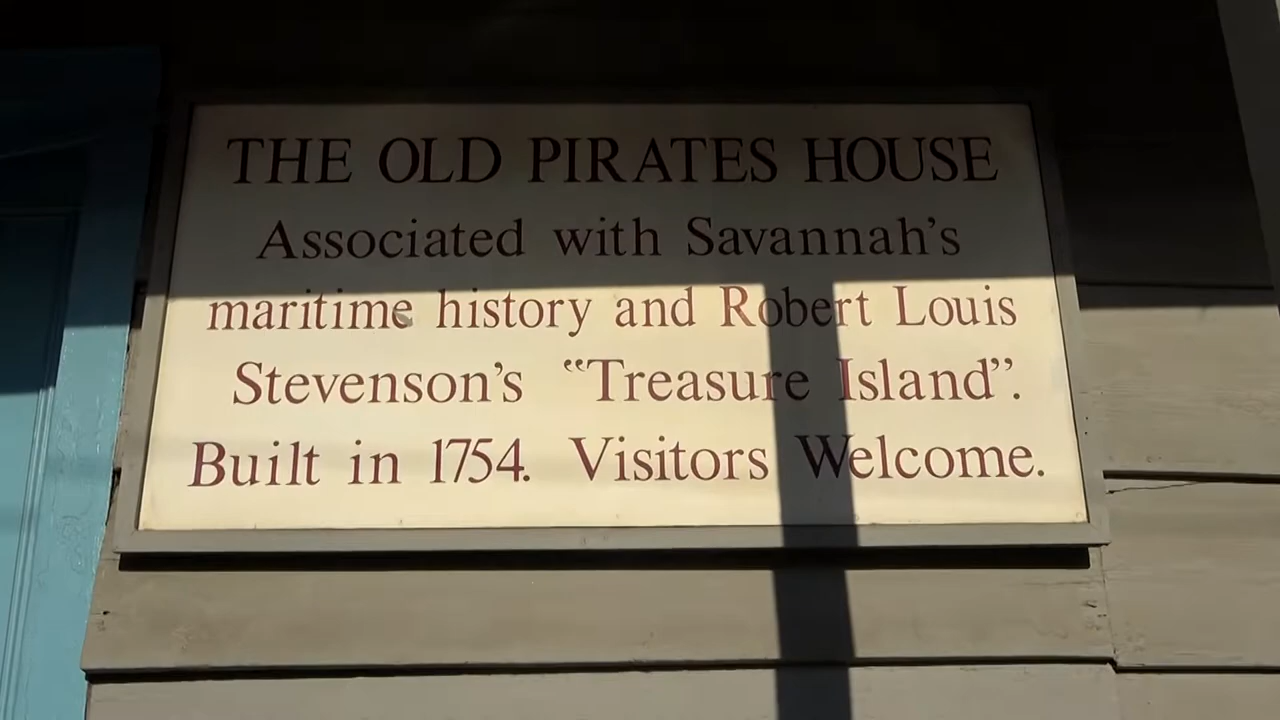 THE OLD PIRATES HOUSE
Associated with Savannah's
maritime history and Robert Louis
Stevenson's "Treasure Island".
Built in 1754. Visitors Welcome.